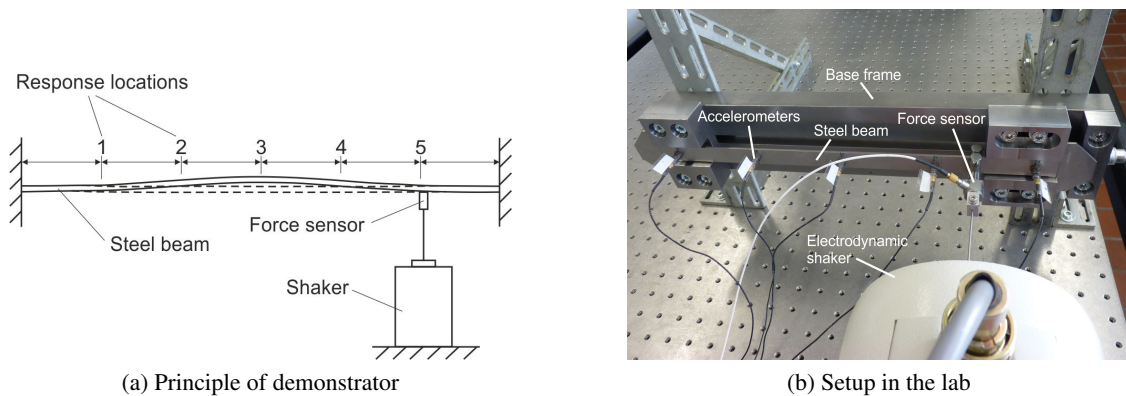 Response locations
1 2 3 4 5
Force sensor
Steel beam
Shaker
(a) Principle of demonstrator
Base frame
Accelerometers
Force sensor
Steel beam
Electrodynamic
shaker
(b) Setup in the lab